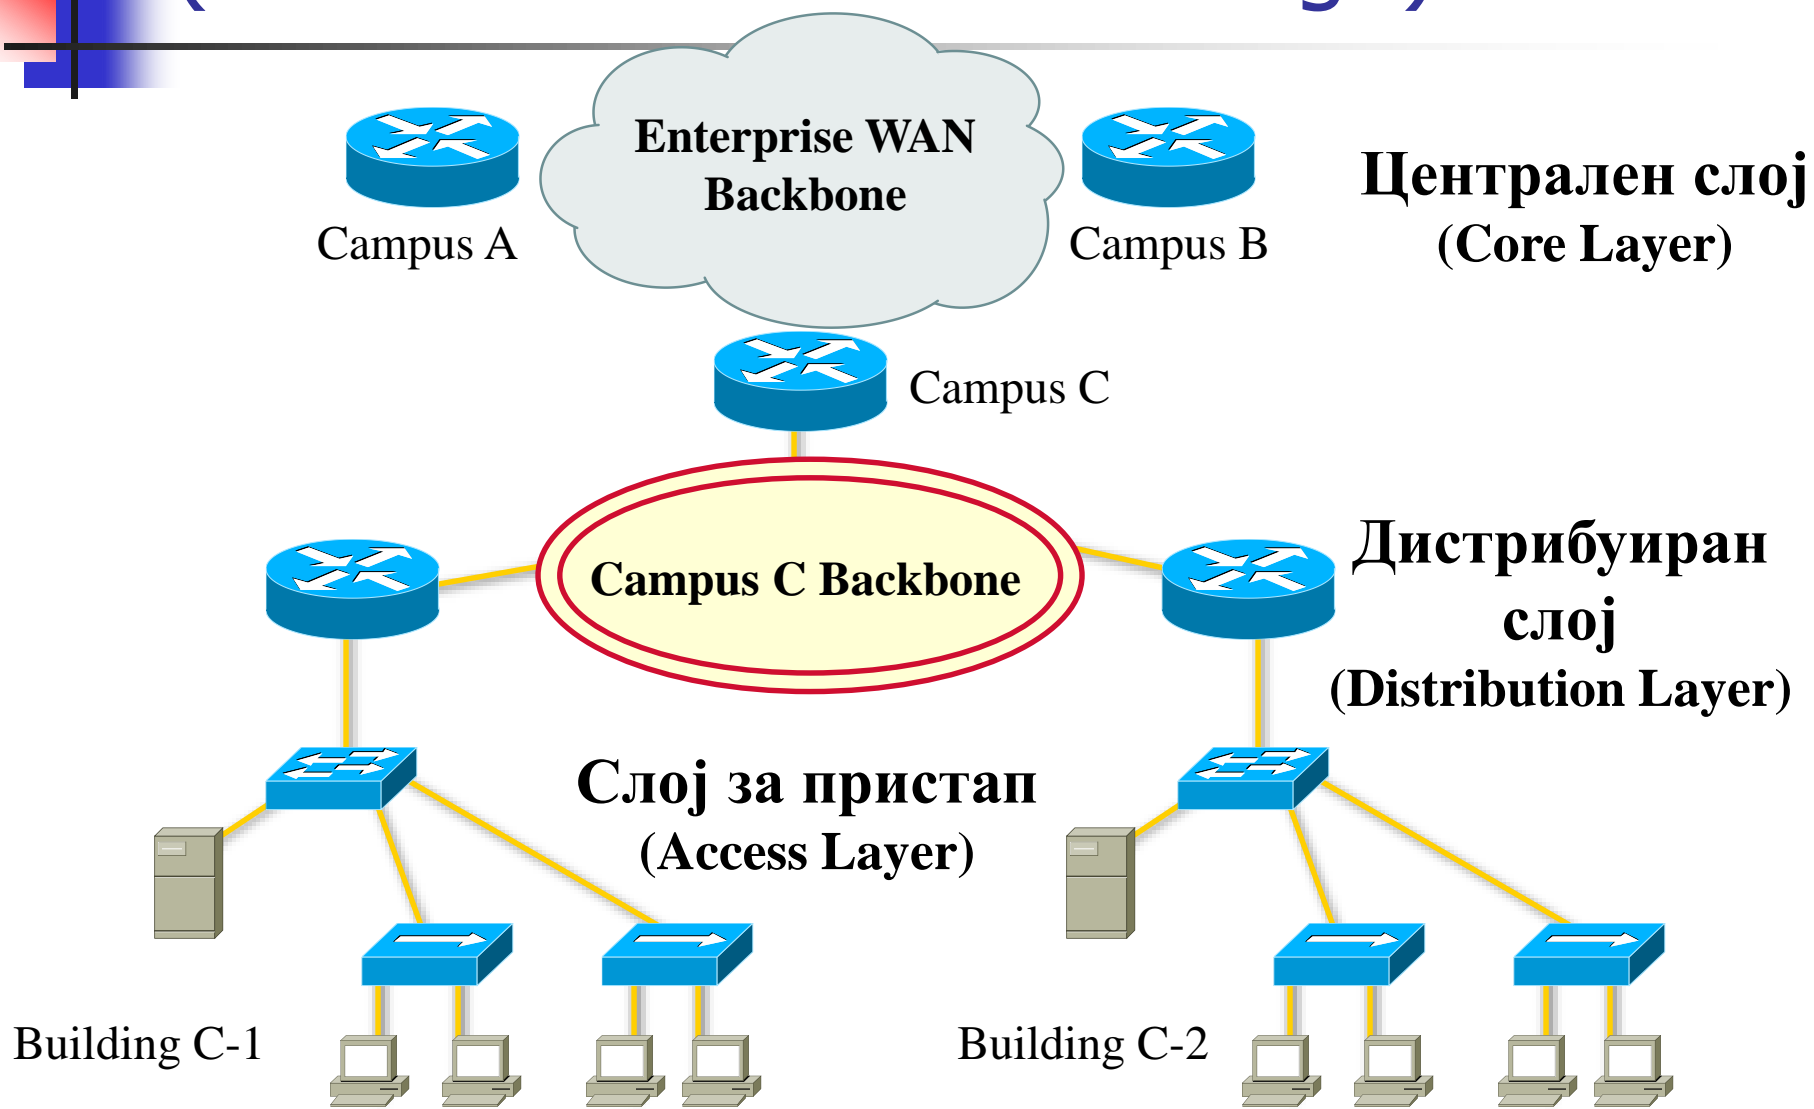 Enterprise WAN
Backbone
Campus A
Campus B
Централен слој
(Core Layer)
Campus C
Campus C Backbone
Дистрибуиран
слој
(Distribution Layer)
Слој за пристап
(Access Layer)
Building C-1
Building C-2